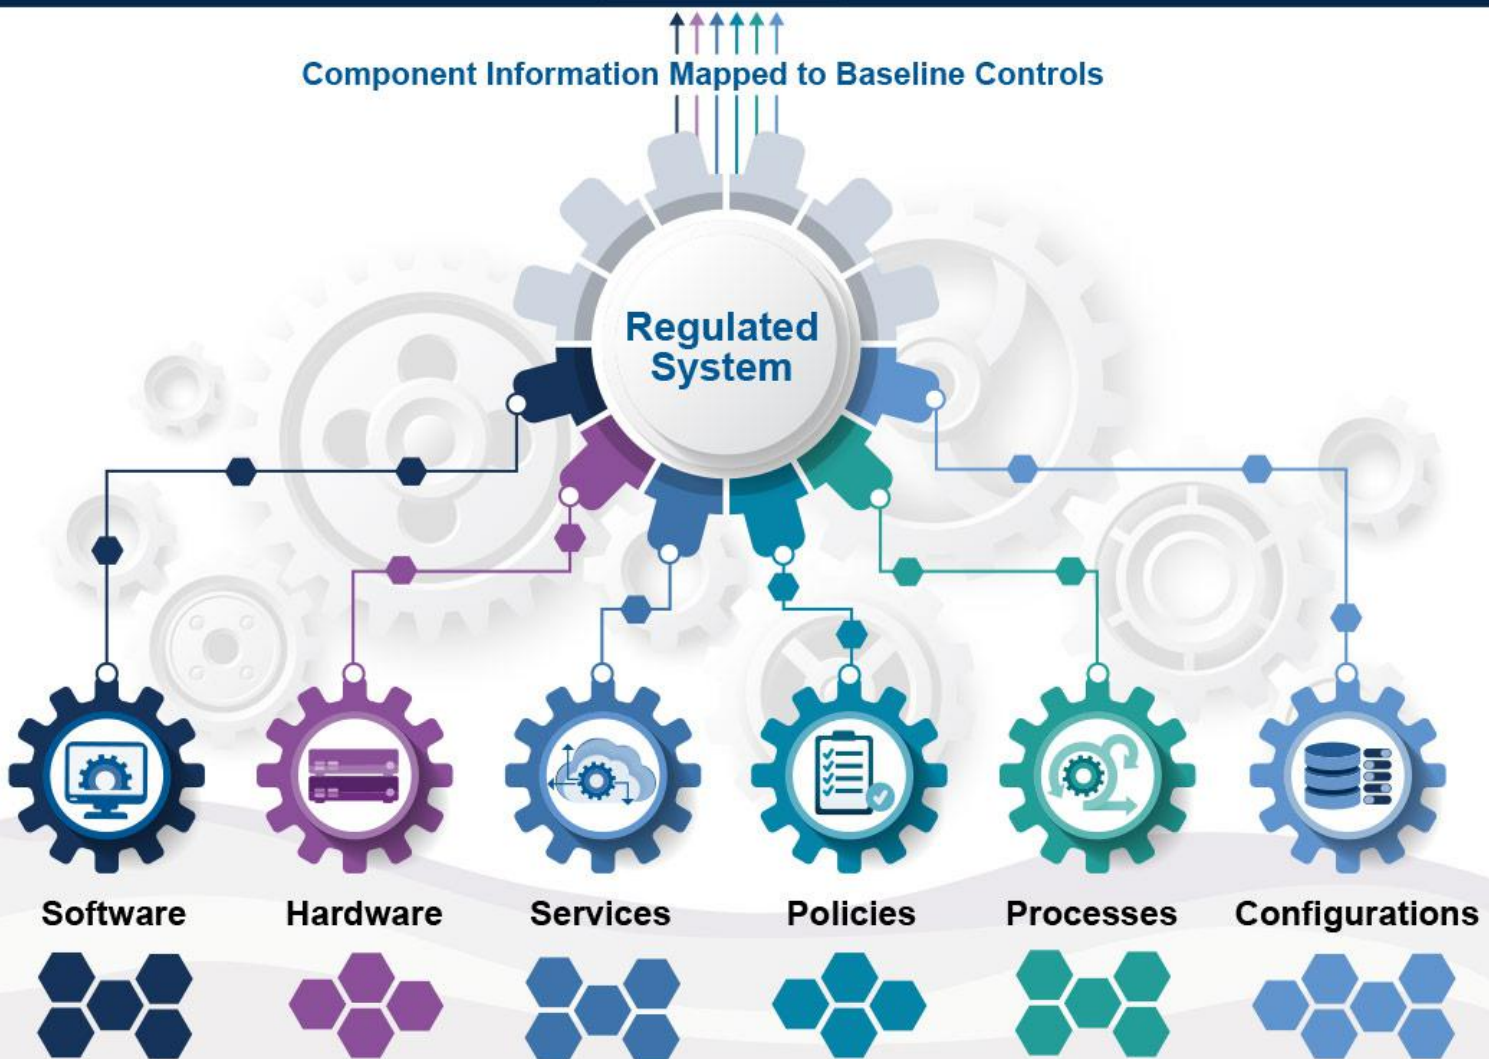 Component Information Mapped to Baseline Controls
Regulated
System
Software
Hardware
Services
Policies
Processes
Configurations